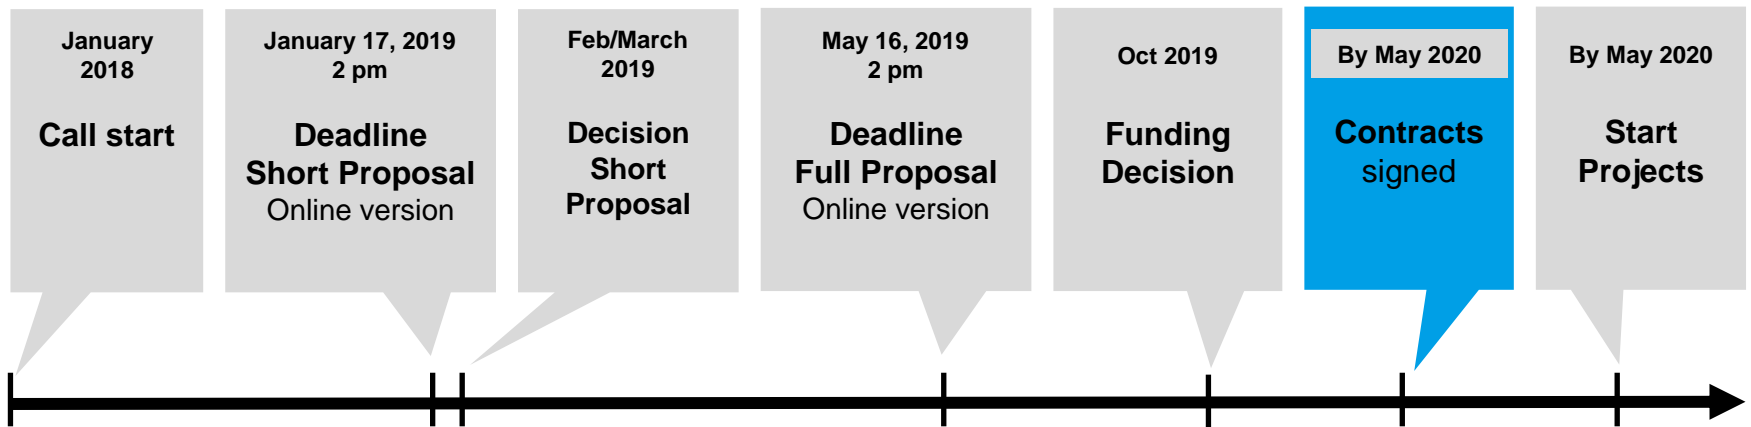 January
2018
Call start
January 17, 2019
2 pm
Deadline
Short Proposal
Online version
Feb/March
2019
Decision
Short
Proposal
May 16, 2019
2 pm
Deadline
Full Proposal
Online version
Oct 2019
Funding
Decision
By May 2020
Contracts
signed
By May 2020
Start
Projects